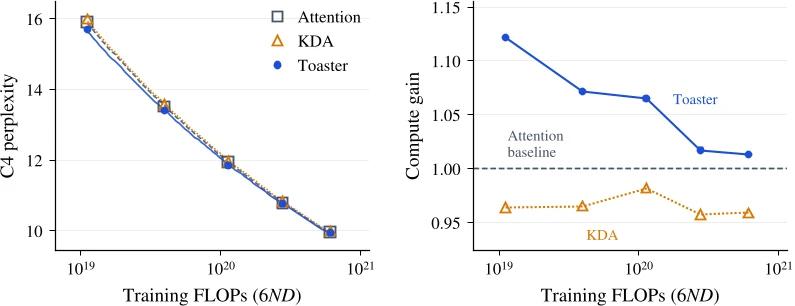 16
14
12
10
C4 perplexity
Attention
KDA
Toaster
10^19
10^20
10^21
Training FLOPs (6ND)
1.15
1.10
1.05
1.00
0.95
Compute gain
Toaster
Attention
baseline
KDA
10^19
10^20
10^21
Training FLOPs (6ND)